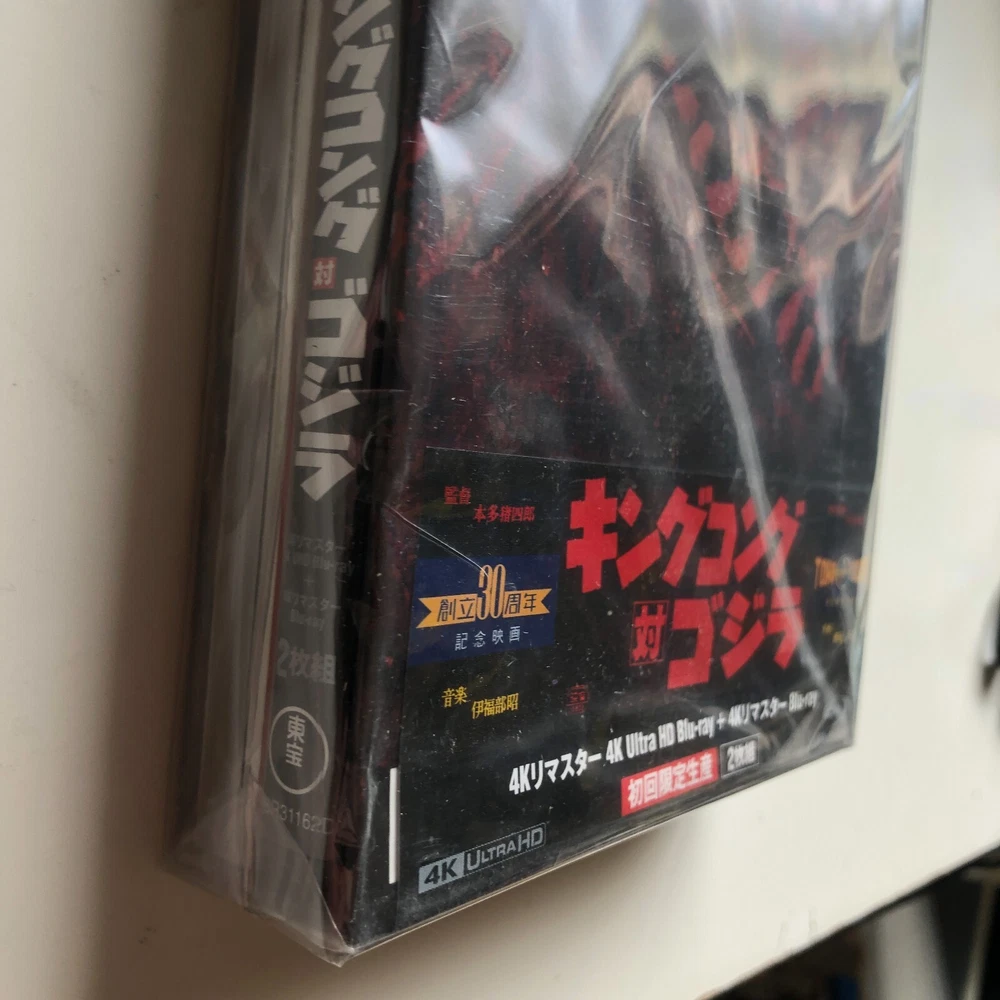 ングコング
対
ゴジラ
2枚組
東宝
監督
本多猪四郎
創立30周年
記念映画
音楽
伊福部昭
キングコング
対
ゴジラ
4Kリマスター 4K Ultra HD Blu-ray + 4Kリマスター Blu-ray
初回限定生産
2枚組
4K ULTRA HD